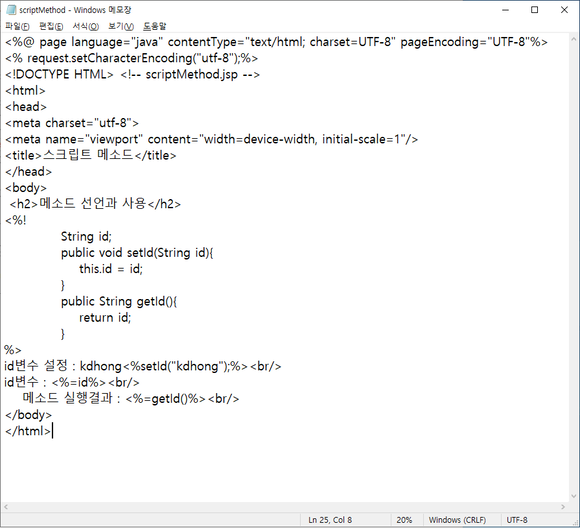 scriptMethod - Windows 메모장
파일(F) 편집(E) 서식(O) 보기(V) 도움말
<%@ page language="java" contentType="text/html; charset=UTF-8" pageEncoding="UTF-8"%>
<% request.setCharacterEncoding("utf-8");%>
<!DOCTYPE HTML> <!-- scriptMethod.jsp -->
<html>
<head>
<meta charset="utf-8">
<meta name="viewport" content="width=device-width, initial-scale=1"/>
<title>스크립트 메소드</title>
</head>
<body>
<h2>메소드 선언과 사용</h2>
<%!
String id;
public void setId(String id){
this.id = id;
}
public String getId(){
return id;
}
%>
id변수 설정 : kdhong<%setId("kdhong");%><br/>
id변수 : <%=id%><br/>
메소드 실행결과 : <%=getId()%><br/>
</body>
</html>
Ln 25, Col 8 20% Windows (CRLF) UTF-8